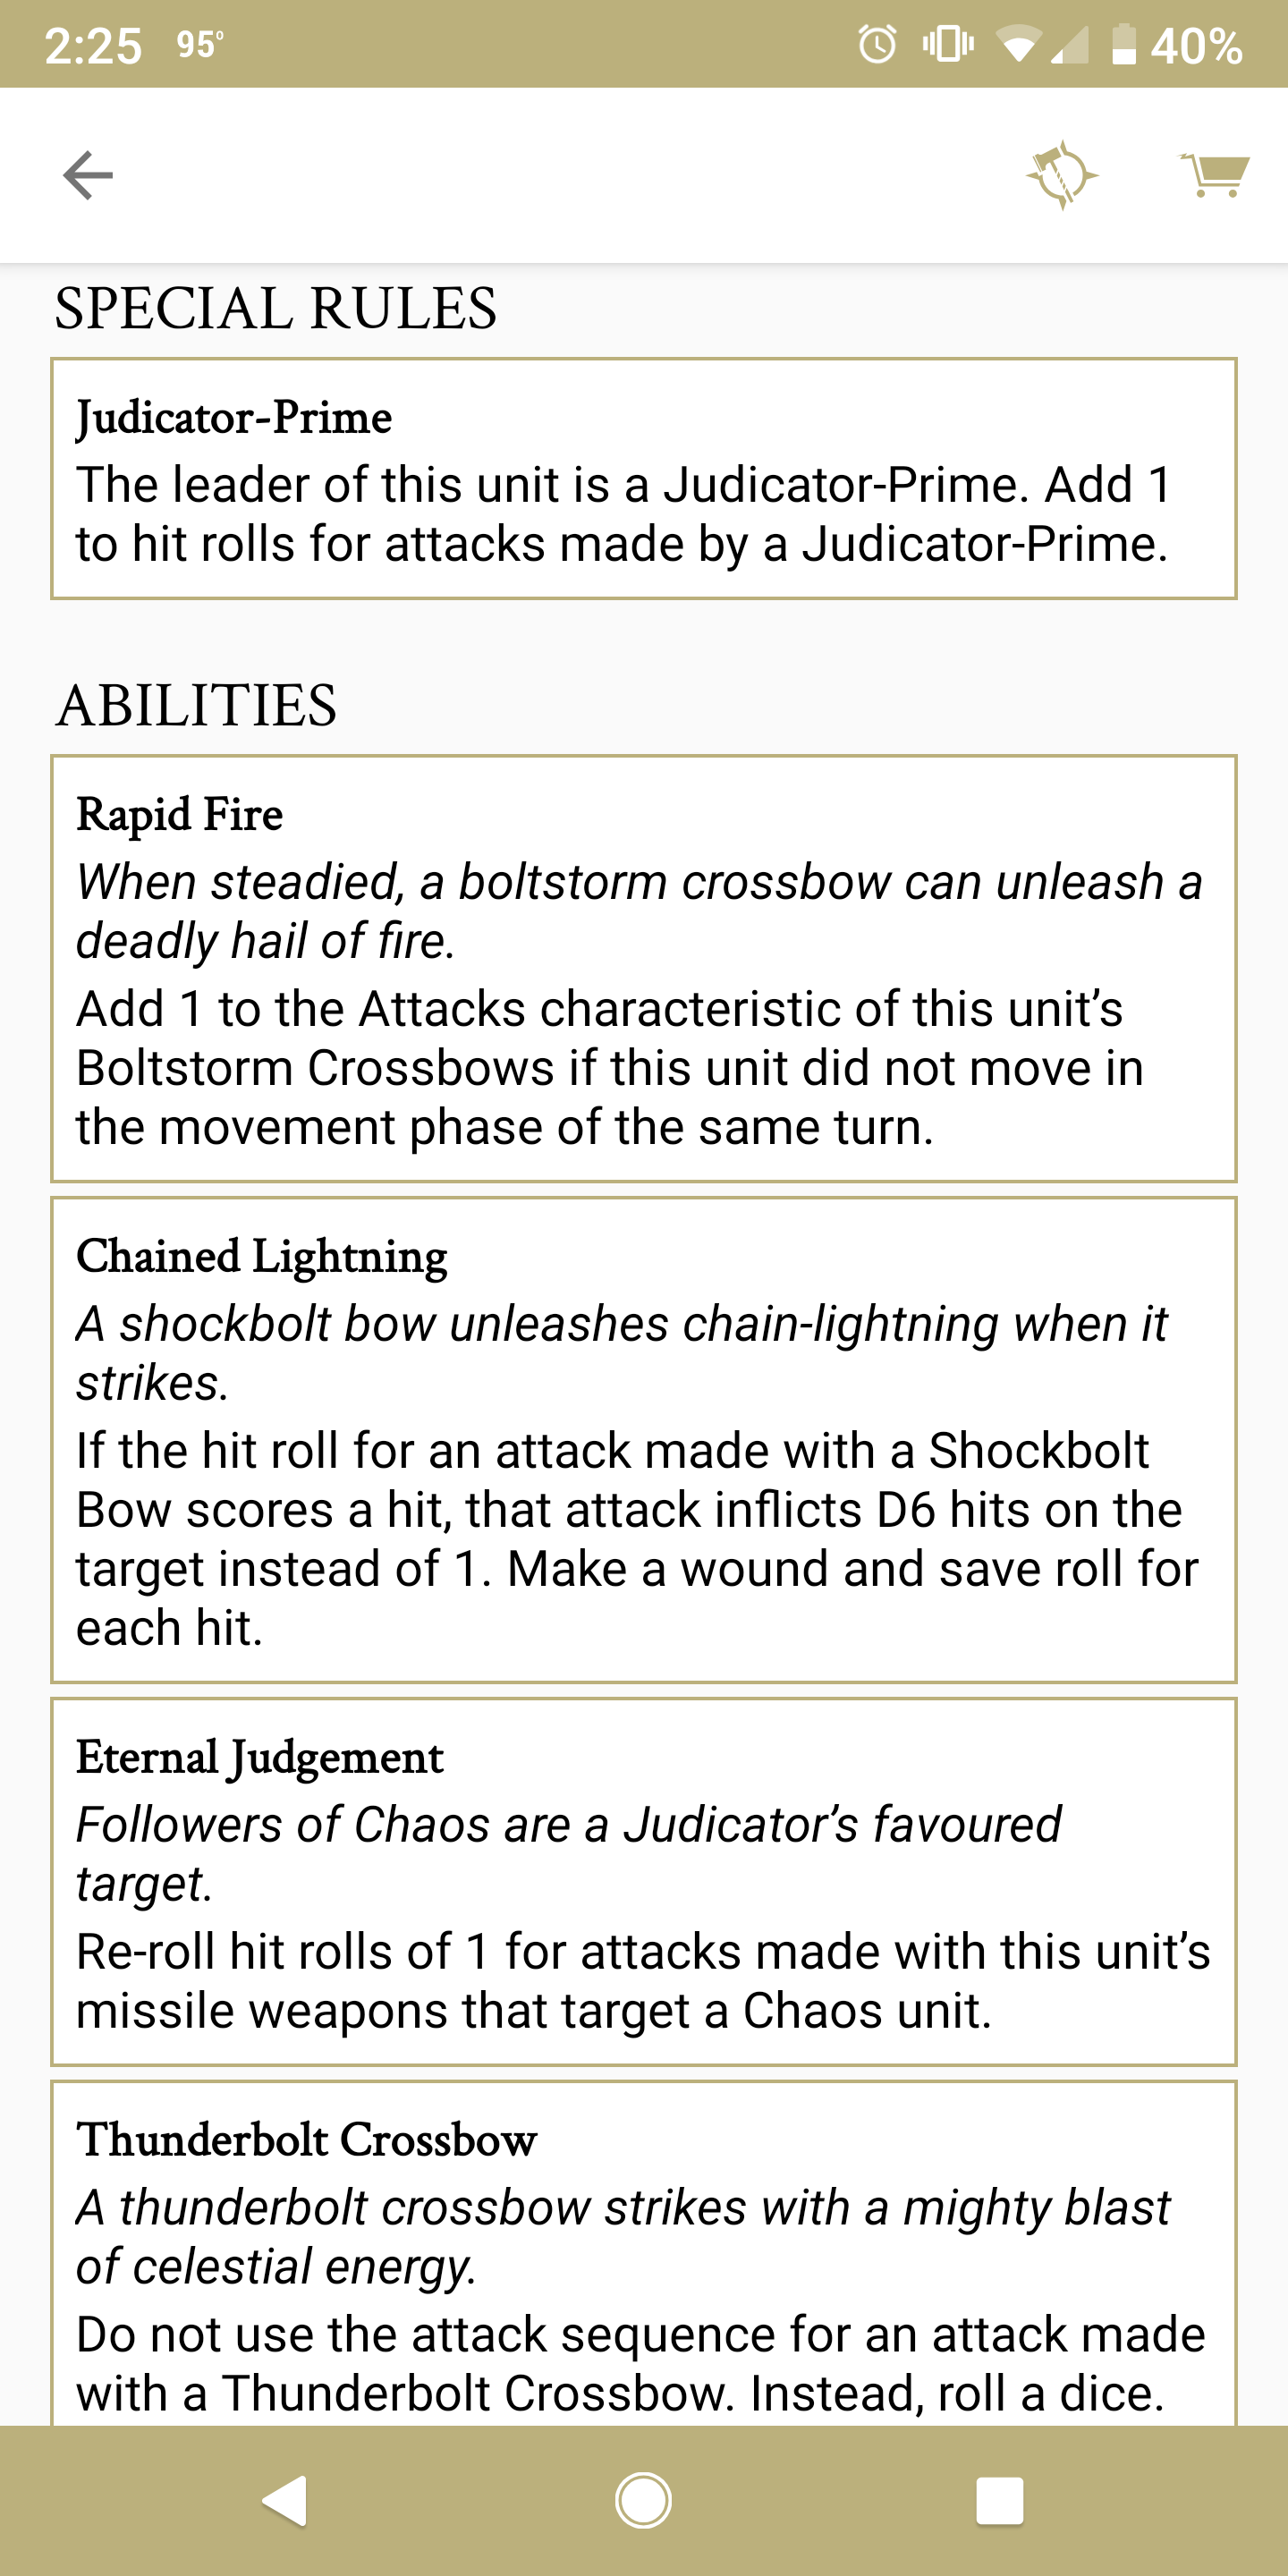 2:25 95° 40%
SPECIAL RULES
Judicator-Prime
The leader of this unit is a Judicator-Prime. Add 1
to hit rolls for attacks made by a Judicator-Prime.
ABILITIES
Rapid Fire
When steadied, a boltstorm crossbow can unleash a
deadly hail of fire.
Add 1 to the Attacks characteristic of this unit’s
Boltstorm Crossbows if this unit did not move in
the movement phase of the same turn.
Chained Lightning
A shockbolt bow unleashes chain-lightning when it
strikes.
If the hit roll for an attack made with a Shockbolt
Bow scores a hit, that attack inflicts D6 hits on the
target instead of 1. Make a wound and save roll for
each hit.
Eternal Judgement
Followers of Chaos are a Judicator’s favoured
target.
Re-roll hit rolls of 1 for attacks made with this unit’s
missile weapons that target a Chaos unit.
Thunderbolt Crossbow
A thunderbolt crossbow strikes with a mighty blast
of celestial energy.
Do not use the attack sequence for an attack made
with a Thunderbolt Crossbow. Instead, roll a dice.